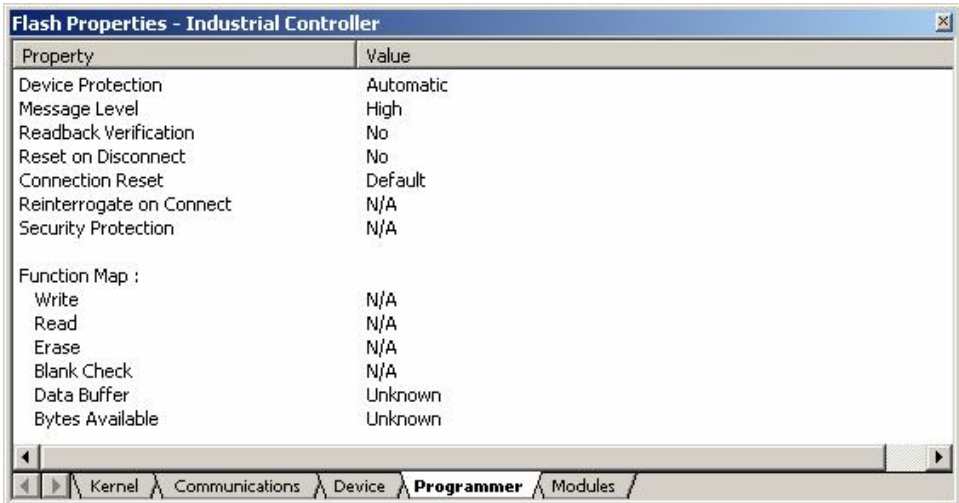 Flash Properties - Industrial Controller
Property Value
Device Protection Automatic
Message Level High
Readback Verification No
Reset on Disconnect No
Connection Reset Default
Reinterrogate on Connect N/A
Security Protection N/A
Function Map :
Write N/A
Read N/A
Erase N/A
Blank Check N/A
Data Buffer Unknown
Bytes Available Unknown
Kernel Communications Device Programmer Modules